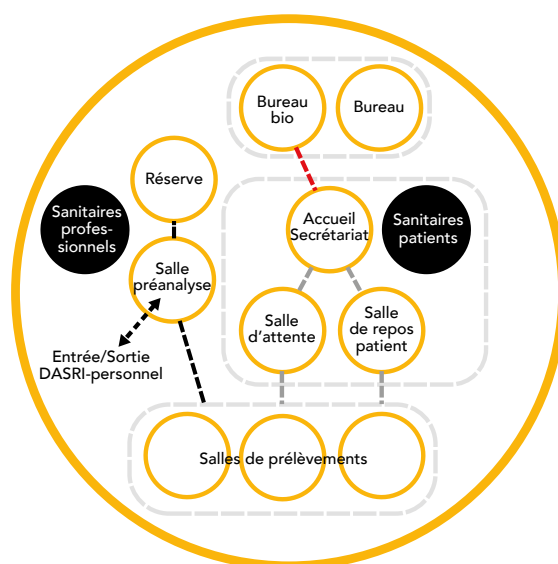 Bureau
bio
Bureau
Réserve
Sanitaires
profes-
sionnels
Accueil
Secrétariat
Sanitaires
patients
Salle
préanalyse
Salle
d'attente
Salle
de repos
patient
Entrée/Sortie
DASRI-personnel
Salles de prélèvements